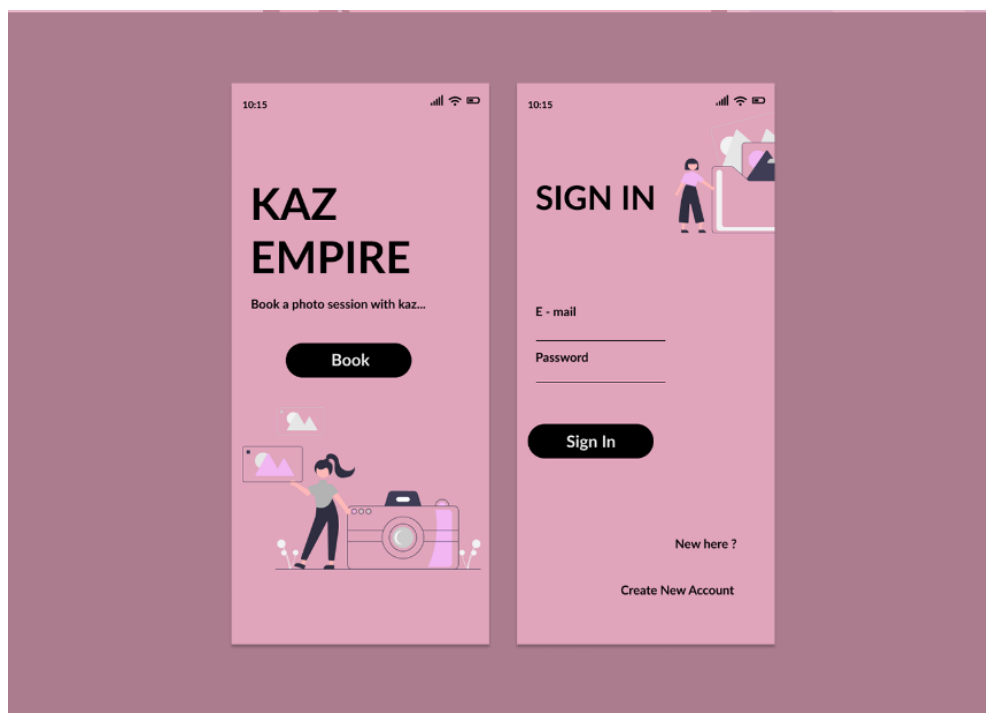 10:15
KAZ
EMPIRE
Book a photo session with kaz...
Book
10:15
SIGN IN
E - mail
Password
Sign In
New here ?
Create New Account